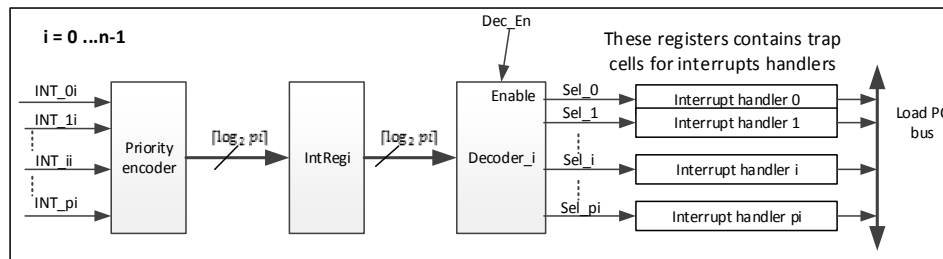 i = 0 ...n-1
Dec_En
These registers contains trap
cells for interrupts handlers
INT_0i
INT_1i
INT_ii
INT_pi
Priority
encoder
⌈log₂ pi⌉
IntRegi
⌈log₂ pi⌉
Enable
Decoder_i
Sel_0
Sel_1
Sel_i
Sel_pi
Interrupt handler 0
Interrupt handler 1
Interrupt handler i
Interrupt handler pi
Load PC
bus